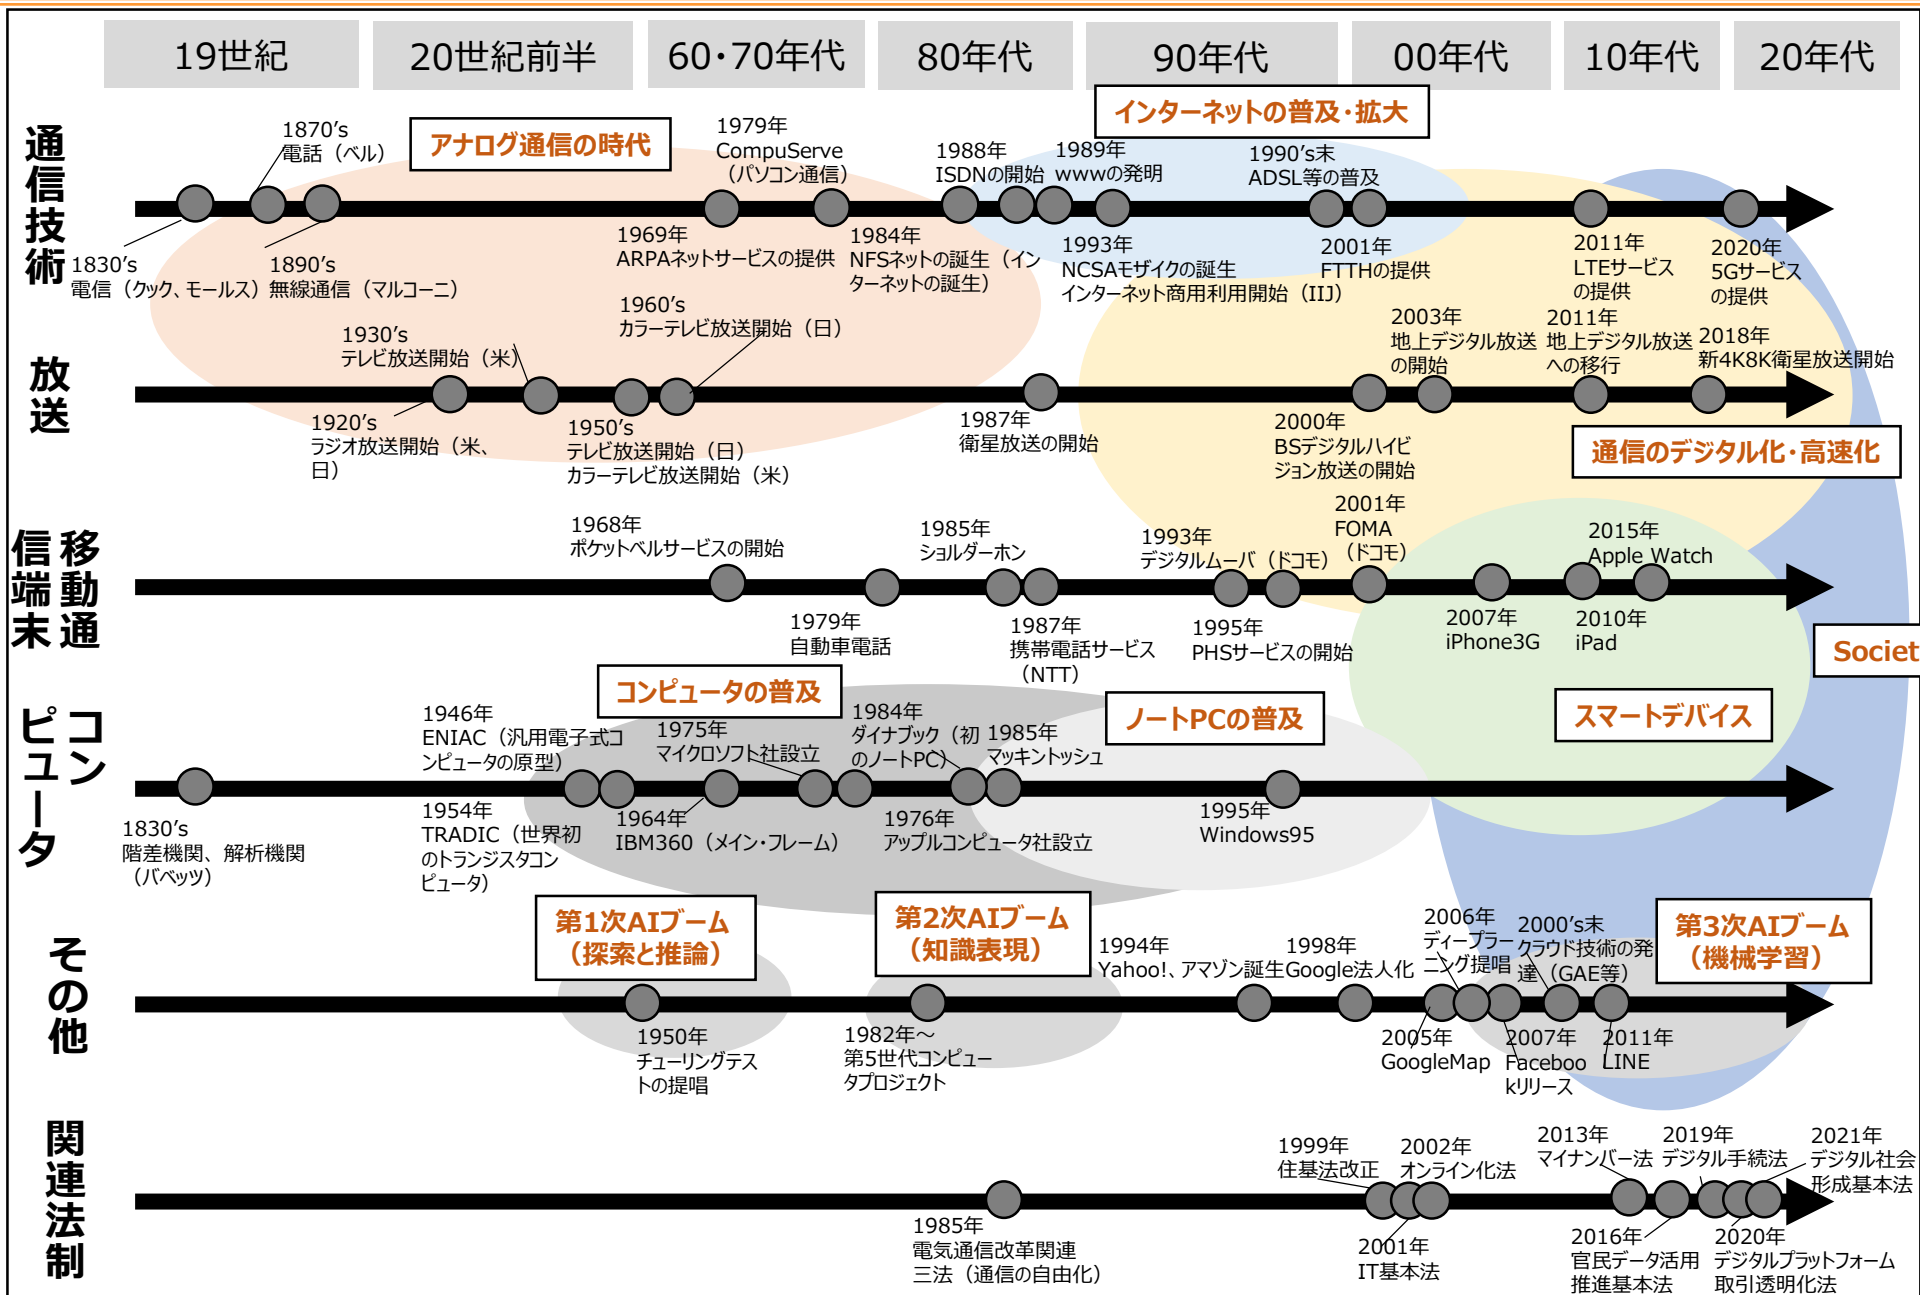 19世紀
20世紀前半
60・70年代
80年代
90年代
00年代
10年代
20年代
通信技術
アナログ通信の時代
インターネットの普及・拡大
1870's
電話（ベル）
1979年
CompuServe
（パソコン通信）
1988年
ISDNの開始
1989年
wwwの発明
1990's末
ADSL等の普及
1830's
電信（クック、モールス）
1890's
無線通信（マルコーニ）
1969年
ARPAネットサービスの提供
1984年
NFSネットの誕生（イン
ターネットの誕生）
1993年
NCSAモザイクの誕生
インターネット商用利用開始（IIJ）
2001年
FTTHの提供
2011年
LTEサービス
の提供
2020年
5Gサービス
の提供
放送
1930's
テレビ放送開始（米）
1960's
カラーテレビ放送開始（日）
2003年
地上デジタル放送
の開始
2011年
地上デジタル放送
への移行
2018年
新4K8K衛星放送開始
1920's
ラジオ放送開始（米、
日）
1950's
テレビ放送開始（日）
カラーテレビ放送開始（米）
1987年
衛星放送の開始
2000年
BSデジタルハイビ
ジョン放送の開始
通信のデジタル化・高速化
移動通
信端末
1968年
ポケットベルサービスの開始
1985年
ショルダーホン
1993年
デジタルムーバ（ドコモ）
2001年
FOMA
（ドコモ）
2015年
Apple Watch
1979年
自動車電話
1987年
携帯電話サービス
（NTT）
1995年
PHSサービスの開始
2007年
iPhone3G
2010年
iPad
Societ
コン
ピュータ
コンピュータの普及
ノートPCの普及
スマートデバイス
1946年
ENIAC（汎用電子式コ
ンピュータの原型）
1975年
マイクロソフト社設立
1984年
ダイナブック（初
のノートPC）
1985年
マッキントッシュ
1830's
階差機関、解析機関
（バベッツ）
1954年
TRADIC（世界初
のトランジスタコン
ピュータ）
1964年
IBM360（メイン・フレーム）
1976年
アップルコンピュータ社設立
1995年
Windows95
その他
第1次AIブーム
（探索と推論）
第2次AIブーム
（知識表現）
第3次AIブーム
（機械学習）
1994年
Yahoo!、アマゾン誕生
1998年
Google法人化
2006年
ディープラー
ニング提唱
2000's末
クラウド技術の発
達（GAE等）
1950年
チューリングテス
トの提唱
1982年～
第5世代コンピュー
タプロジェクト
2005年
GoogleMap
2007年
Faceboo
kリリース
2011年
LINE
関連法制
1999年
住基法改正
2002年
オンライン化法
2013年
マイナンバー法
2019年
デジタル手続法
2021年
デジタル社会
形成基本法
1985年
電気通信改革関連
三法（通信の自由化）
2001年
IT基本法
2016年
官民データ活用
推進基本法
2020年
デジタルプラットフォーム
取引透明化法